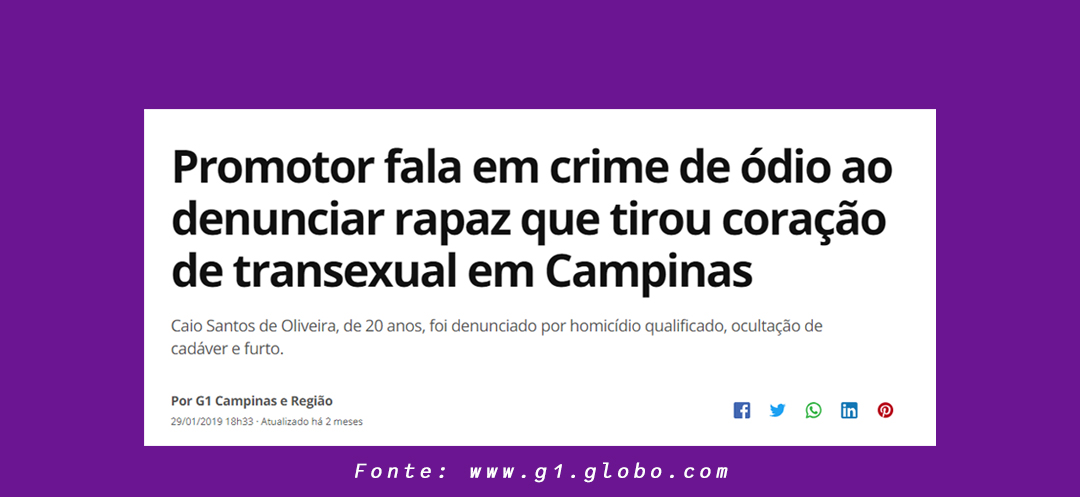 Promotor fala em crime de ódio ao
denunciar rapaz que tirou coração
de transexual em Campinas
Caio Santos de Oliveira, de 20 anos, foi denunciado por homicídio qualificado, ocultação de
cadáver e furto.
Por G1 Campinas e Região
29/01/2019 18h33 · Atualizado há 2 meses
Fonte: www.g1.globo.com